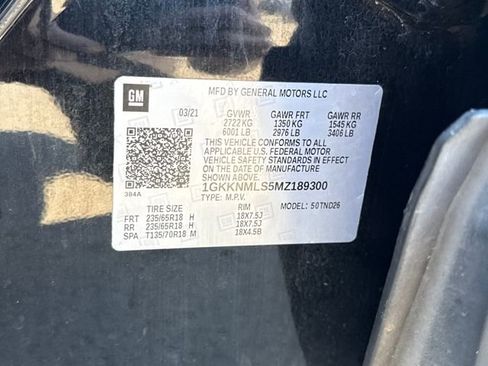 GM
MFD BY GENERAL MOTORS LLC
03/21 GVWR GAWR FRT GAWR RR
2722 KG 1350 KG 1545 KG
6001 LB 2976 LB 3406 LB
THIS VEHICLE CONFORMS TO ALL
APPLICABLE U.S. FEDERAL MOTOR
VEHICLE SAFETY STANDARDS IN EFFECT
ON THE DATE OF MANUFACTURE
SHOWN ABOVE.
384A 1GKKNMLS5MZ189300
TYPE: M.P.V. MODEL: 50TND26
TIRE SIZE RIM
FRT 235/65R18 H 18X7.5J
RR 235/65R18 H 18X7.5J
SPA T135/70R18 M 18X4.5B